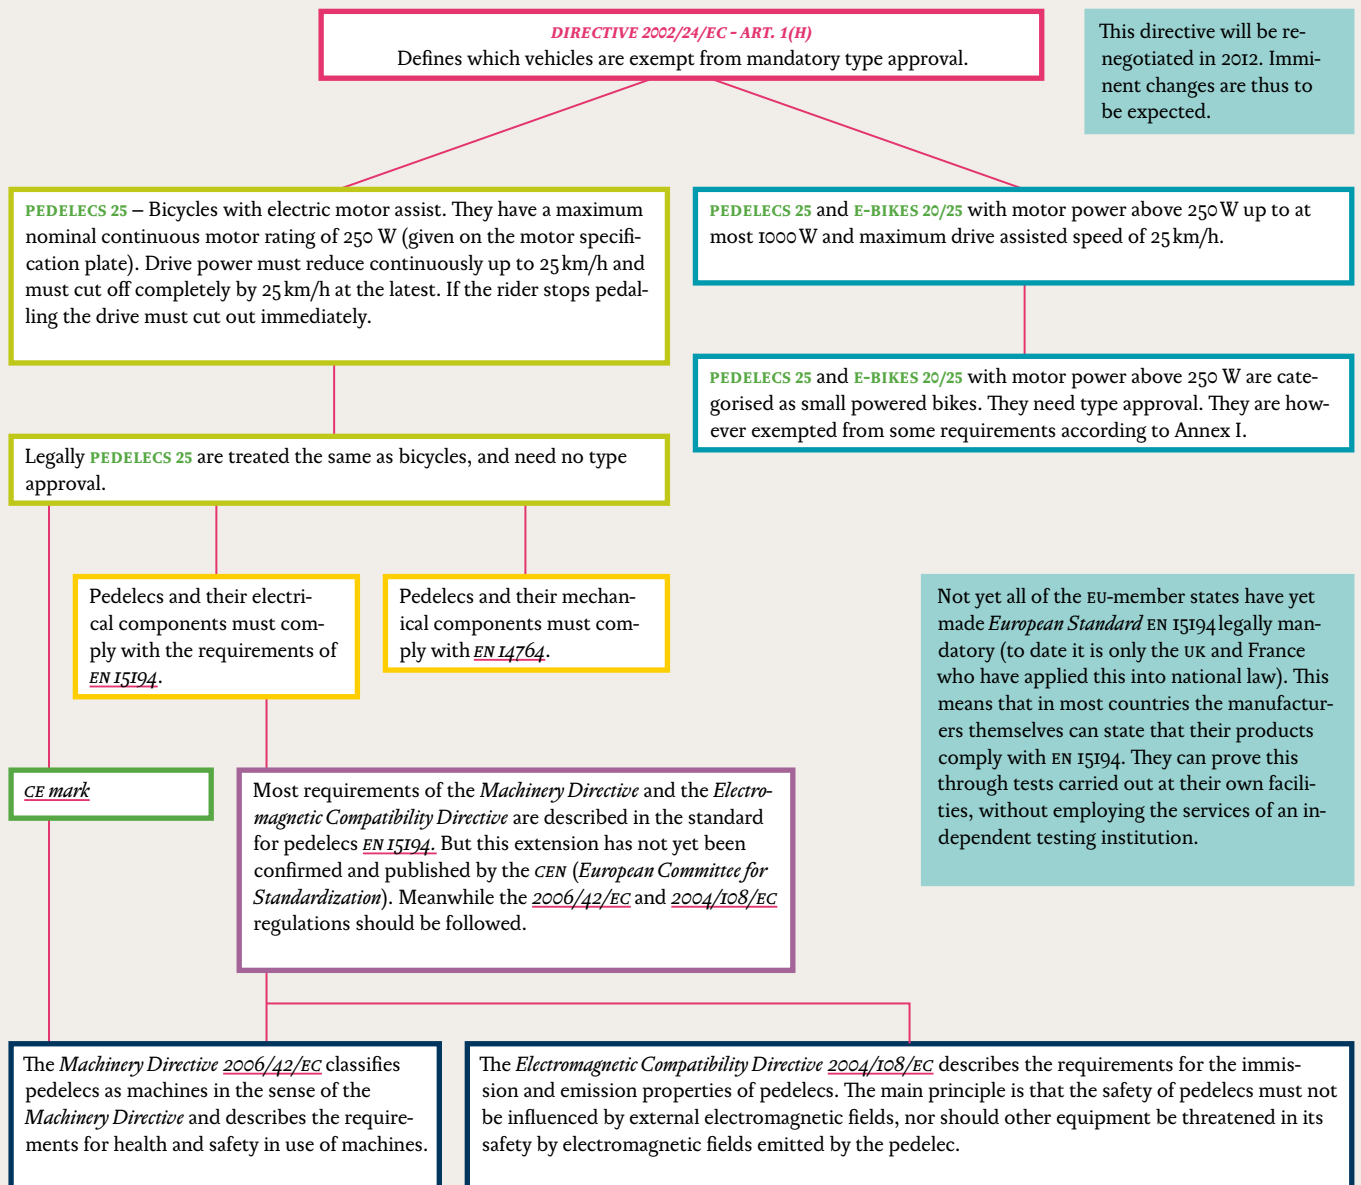 DIRECTIVE 2002/24/EC – ART. 1(H)
Defines which vehicles are exempt from mandatory type approval.
This directive will be re-
negotiated in 2012. Immi-
nent changes are thus to
be expected.
PEDELECS 25 – Bicycles with electric motor assist. They have a maximum
nominal continuous motor rating of 250 W (given on the motor specifi-
cation plate). Drive power must reduce continuously up to 25 km/h and
must cut off completely by 25 km/h at the latest. If the rider stops pedal-
ling the drive must cut out immediately.
PEDELECS 25 and E-BIKES 20/25 with motor power above 250 W up to at
most 1000 W and maximum drive assisted speed of 25 km/h.
PEDELECS 25 and E-BIKES 20/25 with motor power above 250 W are cate-
gorised as small powered bikes. They need type approval. They are how-
ever exempted from some requirements according to Annex I.
Legally PEDELECS 25 are treated the same as bicycles, and need no type
approval.
Pedelecs and their electri-
cal components must com-
ply with the requirements of
EN 15194.
Pedelecs and their mechan-
ical components must com-
ply with EN 14764.
Not yet all of the EU-member states have yet
made European Standard EN 15194 legally man-
datory (to date it is only the UK and France
who have applied this into national law). This
means that in most countries the manufactur-
ers themselves can state that their products
comply with EN 15194. They can prove this
through tests carried out at their own facili-
ties, without employing the services of an in-
dependent testing institution.
CE mark
Most requirements of the Machinery Directive and the Electro-
magnetic Compatibility Directive are described in the standard
for pedelecs EN 15194. But this extension has not yet been
confirmed and published by the CEN (European Committee for
Standardization). Meanwhile the 2006/42/EC and 2004/108/EC
regulations should be followed.
The Machinery Directive 2006/42/EC classifies
pedelecs as machines in the sense of the
Machinery Directive and describes the require-
ments for health and safety in use of machines.
The Electromagnetic Compatibility Directive 2004/108/EC describes the requirements for the immis-
sion and emission properties of pedelecs. The main principle is that the safety of pedelecs must not
be influenced by external electromagnetic fields, nor should other equipment be threatened in its
safety by electromagnetic fields emitted by the pedelec.